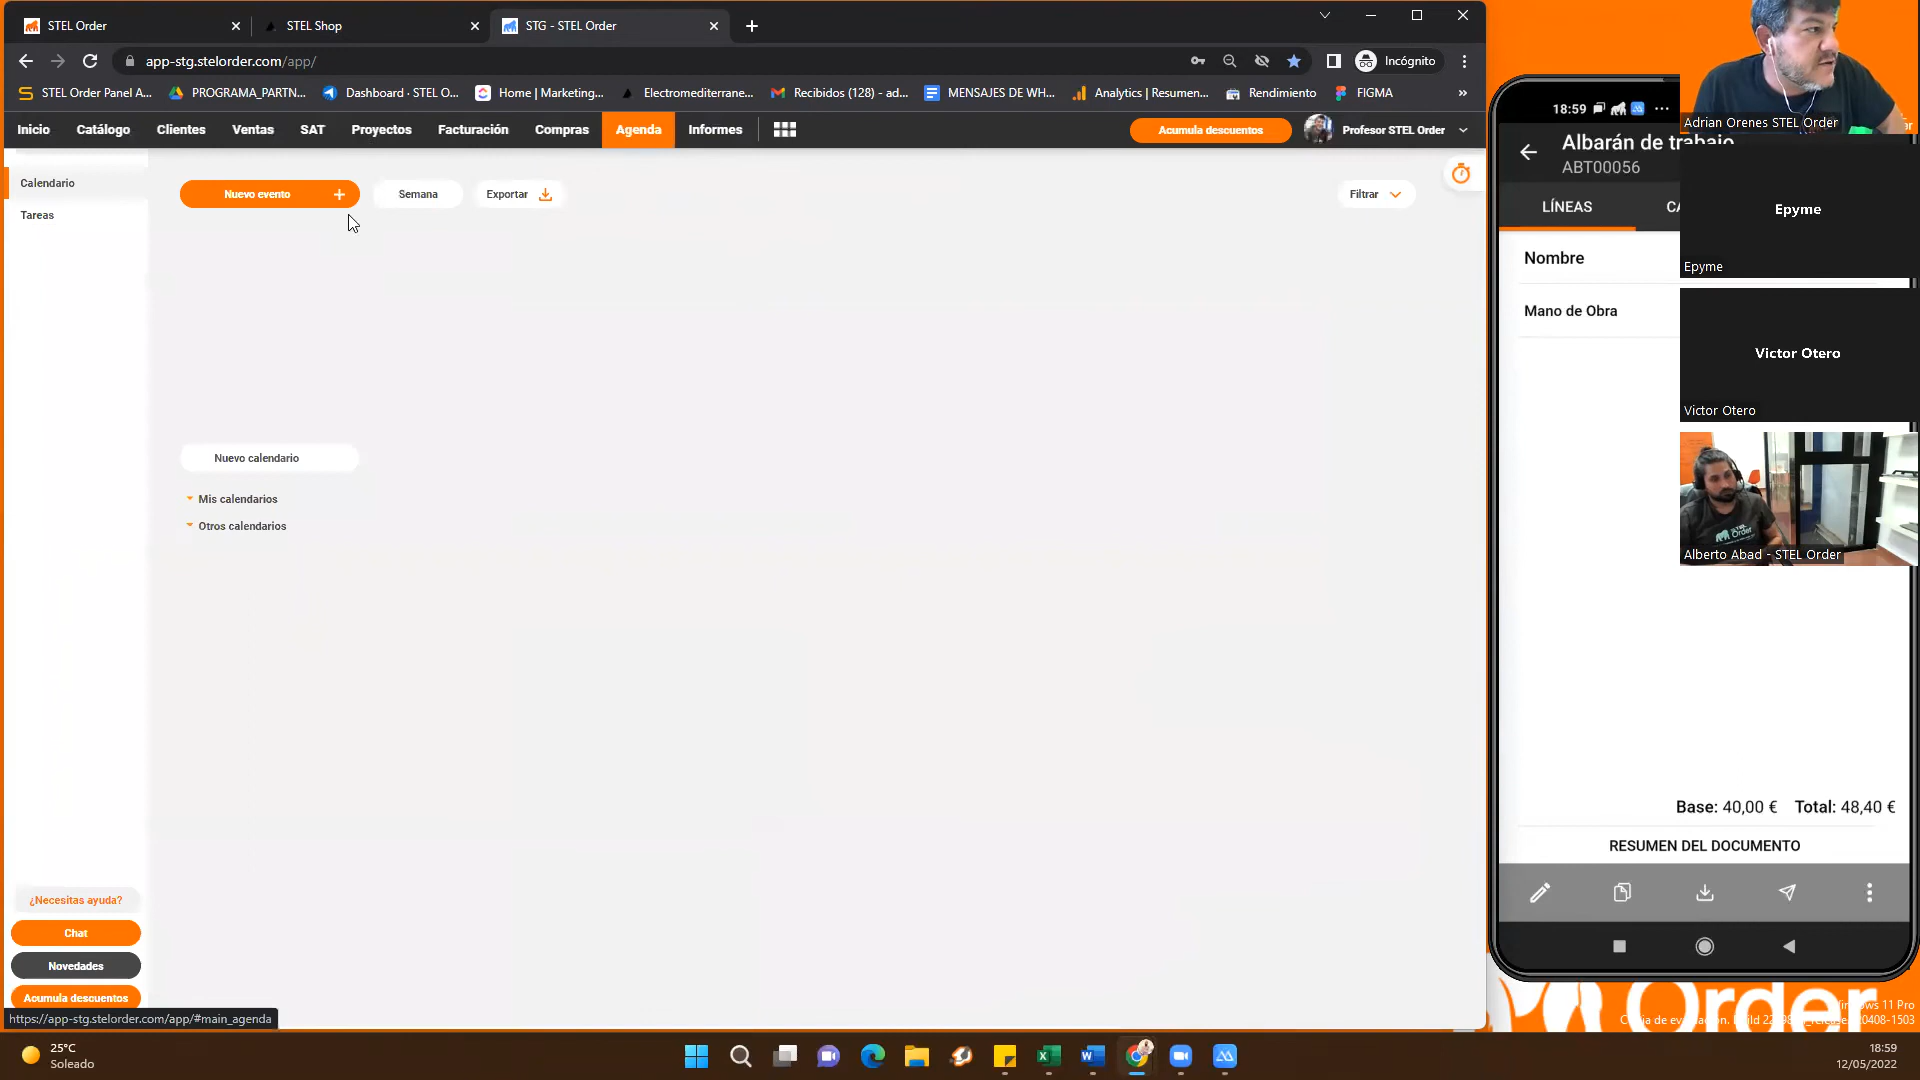 STEL Order
STEL Shop
STG - STEL Order
app-stg.stelorder.com/app/
Incógnito
STEL Order Panel A...
PROGRAMA_PARTN...
Dashboard · STEL O...
Home | Marketing...
Electromediterrane...
Recibidos (128) - ad...
MENSAJES DE WH...
Analytics | Resumen...
Rendimiento
FIGMA
Inicio
Catálogo
Clientes
Ventas
SAT
Proyectos
Facturación
Compras
Agenda
Informes
Acumula descuentos
Profesor STEL Order
Calendario
Tareas
Nuevo evento
Semana
Exportar
Filtrar
Nuevo calendario
Mis calendarios
Otros calendarios
¿Necesitas ayuda?
Chat
Novedades
Acumula descuentos
https://app-stg.stelorder.com/app/#main_agenda
18:59
Albarán de trabajo
ABT00056
LÍNEAS
Nombre
Mano de Obra
Base: 40,00 €
Total: 48,40 €
RESUMEN DEL DOCUMENTO
Adrian Orenes STEL Order
Epyme
Epyme
Victor Otero
Victor Otero
STEL
Order
Alberto Abad - STEL Order
Order
25°C
Soleado
18:59
12/05/2022